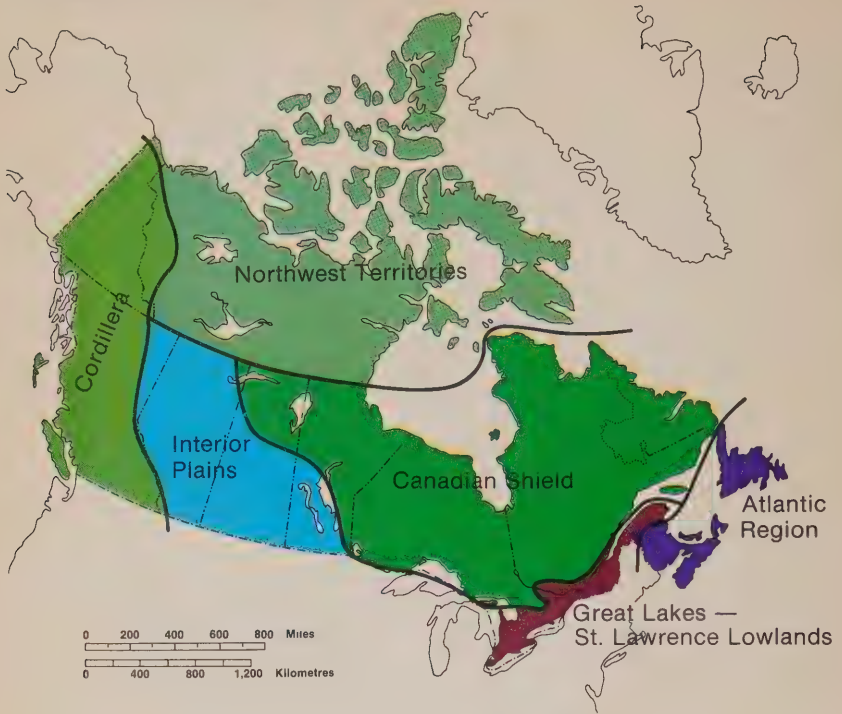 Northwest Territories
Cordillera
Interior
Plains
Canadian Shield
Atlantic
Region
Great Lakes —
St. Lawrence Lowlands
0 200 400 600 800 Miles
0 400 800 1,200 Kilometres